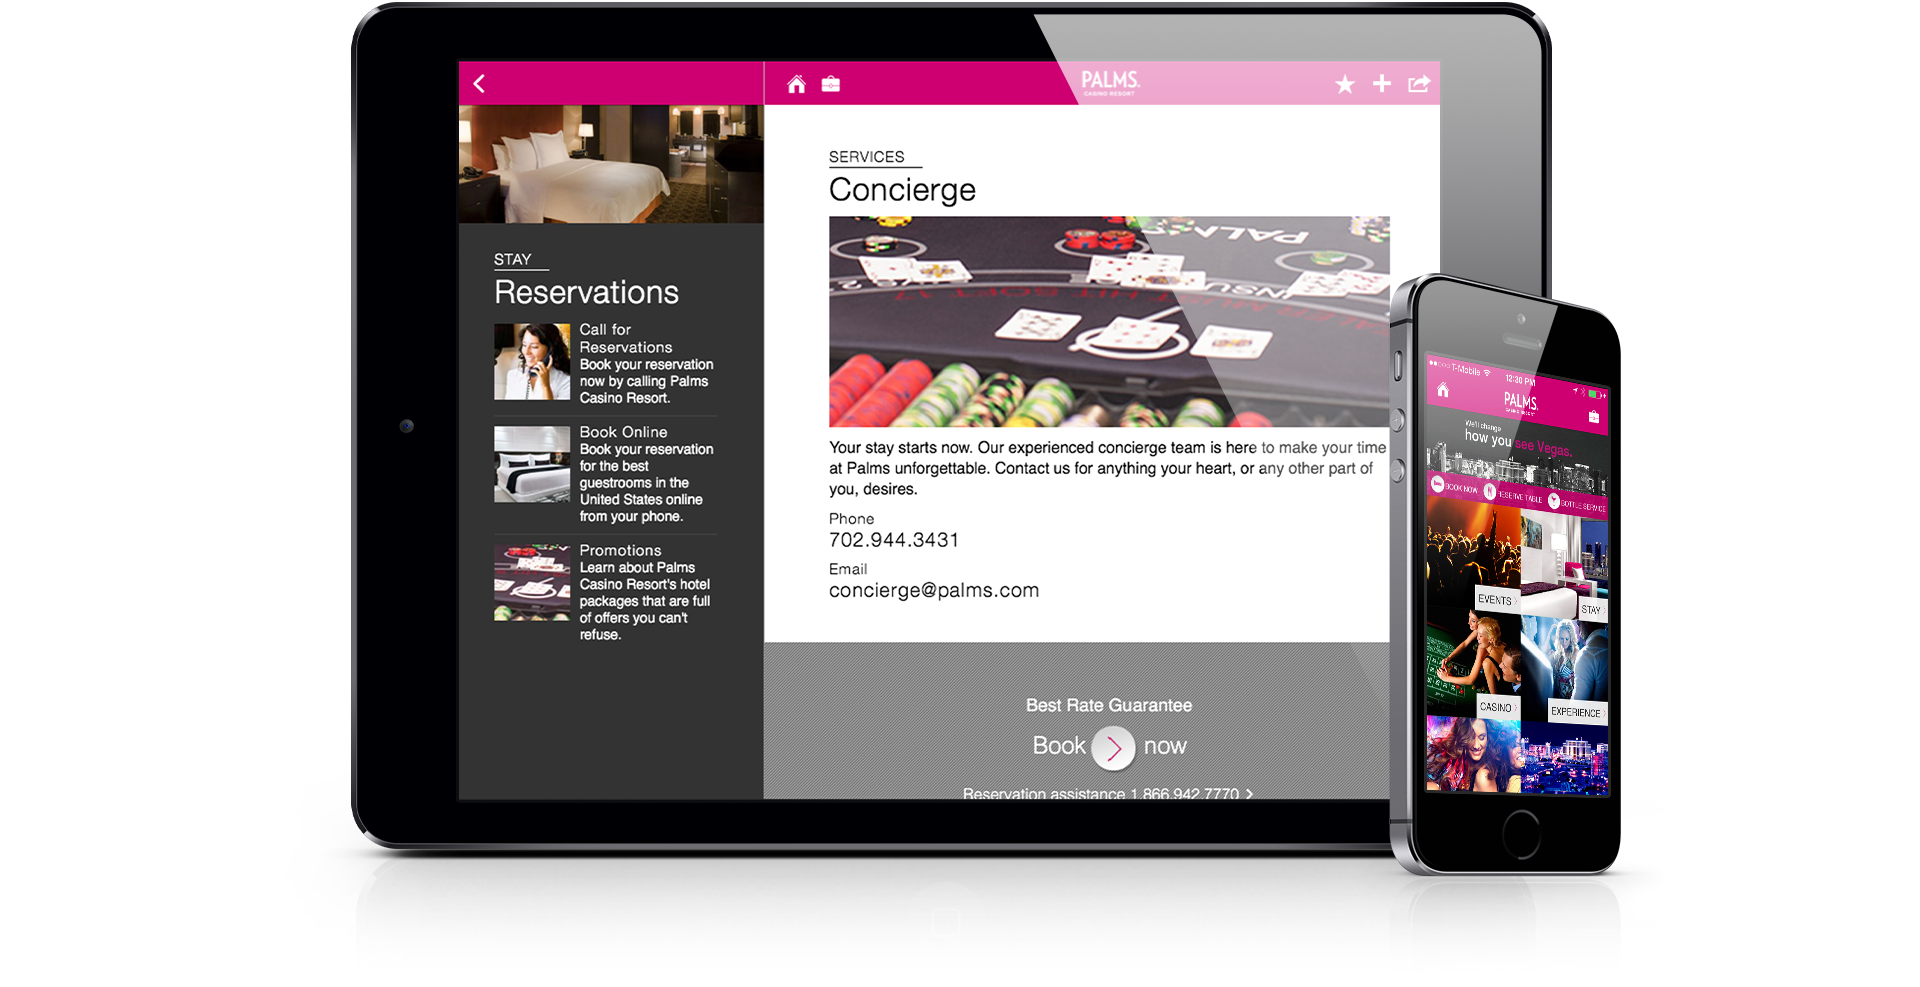 PALMS
CASINO RESORT
STAY
Reservations
Call for
Reservations
Book your reservation
now by calling Palms
Casino Resort.
Book Online
Book your reservation
for the best
guestrooms in the
United States online
from your phone.
Promotions
Learn about Palms
Casino Resort's hotel
packages that are full
of offers you can't
refuse.
SERVICES
Concierge
PALMS
INSU
Your stay starts now. Our experienced concierge team is here to make your time
at Palms unforgettable. Contact us for anything your heart, or any other part of
you, desires.
Phone
702.944.3431
Email
concierge@palms.com
Best Rate Guarantee
Book now
Reservation assistance 1.866.942.7770
T-Mobile 12:30 PM
PALMS
CASINO RESORT
We'll change
how you see Vegas.
BOOK NOW RESERVE TABLE BOTTLE SERVICE
EVENTS
STAY
CASINO
EXPERIENCE